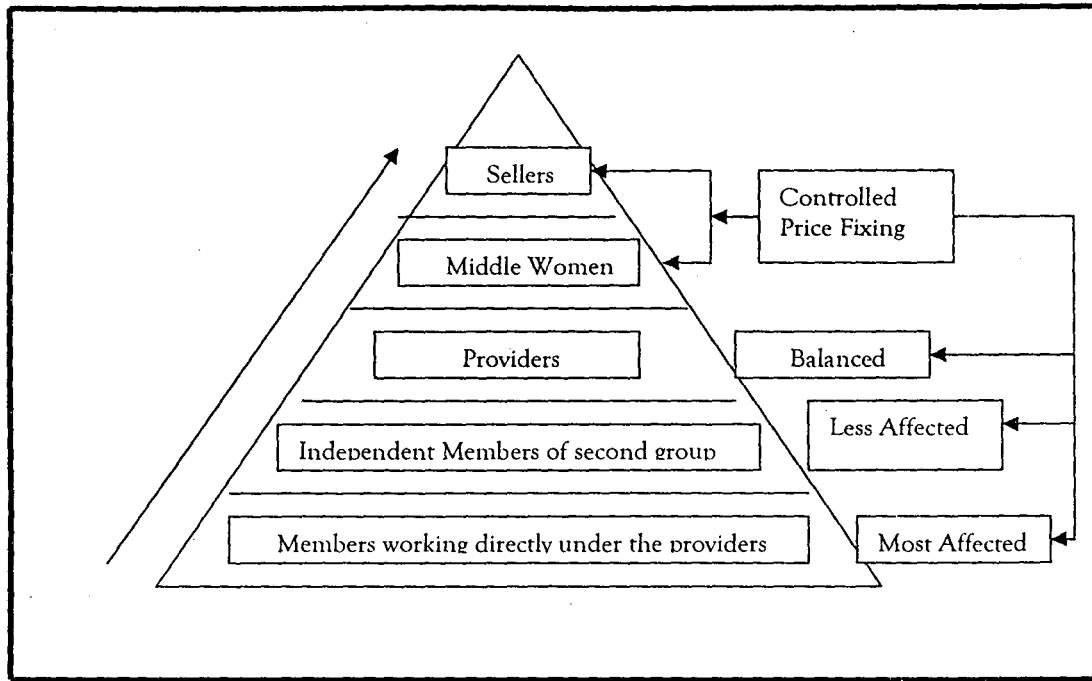 Sellers
Controlled
Price Fixing
Middle Women
Providers
Balanced
Independent Members of second group
Less Affected
Members working directly under the providers
Most Affected